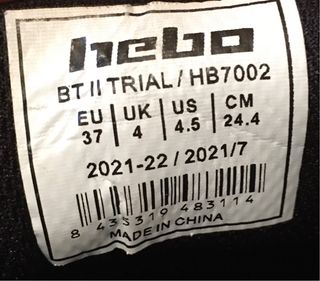 hebo
BT II TRIAL / HB7002
EU UK US CM
37 4 4.5 24.4
2021-22 / 2021/7
8 435319 483114
MADE IN CHINA